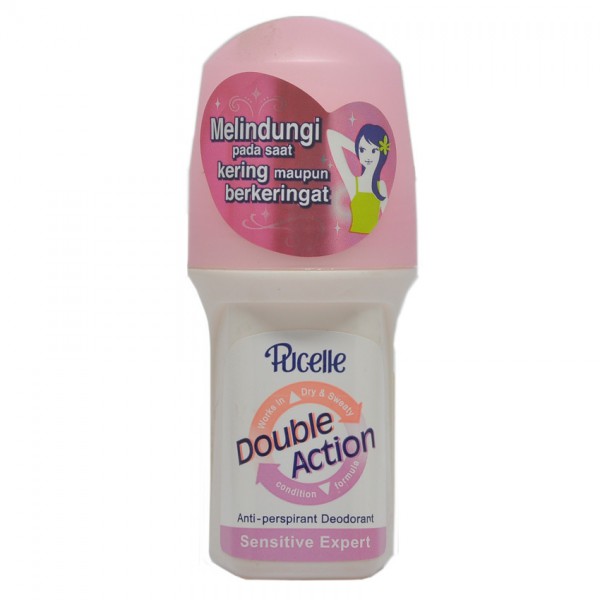 Melindungi
pada saat
kering maupun
berkeringat
Pucelle
Works in Dry & Sweaty
Double
Action
condition formula
Anti-perspirant Deodorant
Sensitive Expert